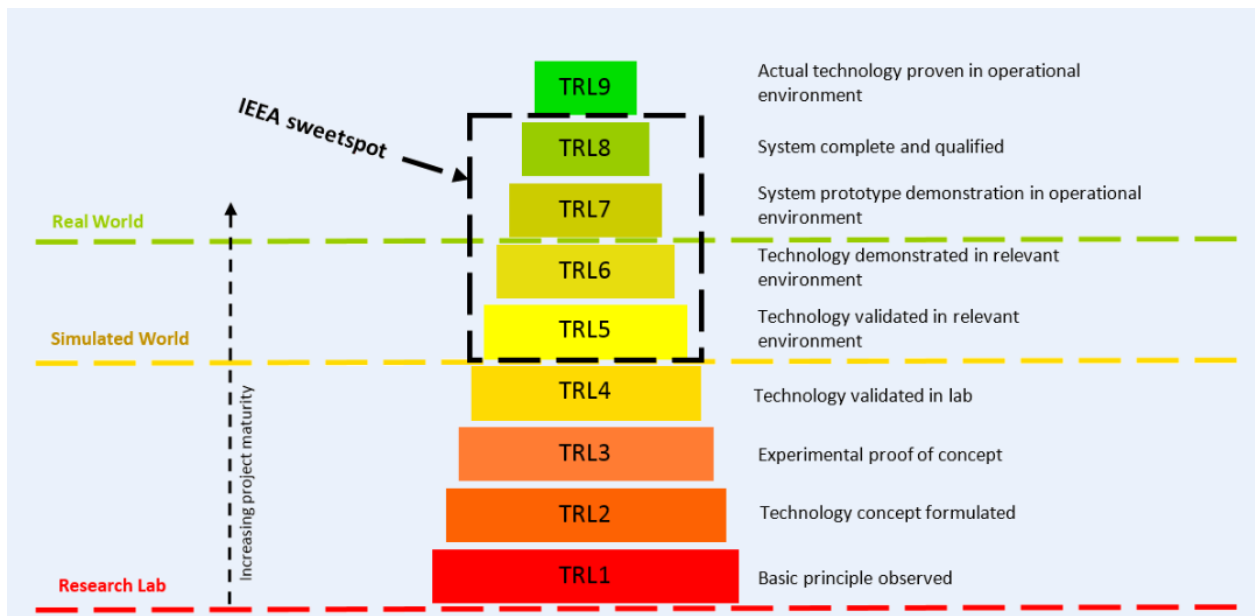 TRL9
Actual technology proven in operational
environment
IEEA sweetspot
TRL8
System complete and qualified
TRL7
System prototype demonstration in operational
environment
Real World
TRL6
Technology demonstrated in relevant
environment
TRL5
Technology validated in relevant
environment
Simulated World
TRL4
Technology validated in lab
Increasing project maturity
TRL3
Experimental proof of concept
TRL2
Technology concept formulated
TRL1
Basic principle observed
Research Lab